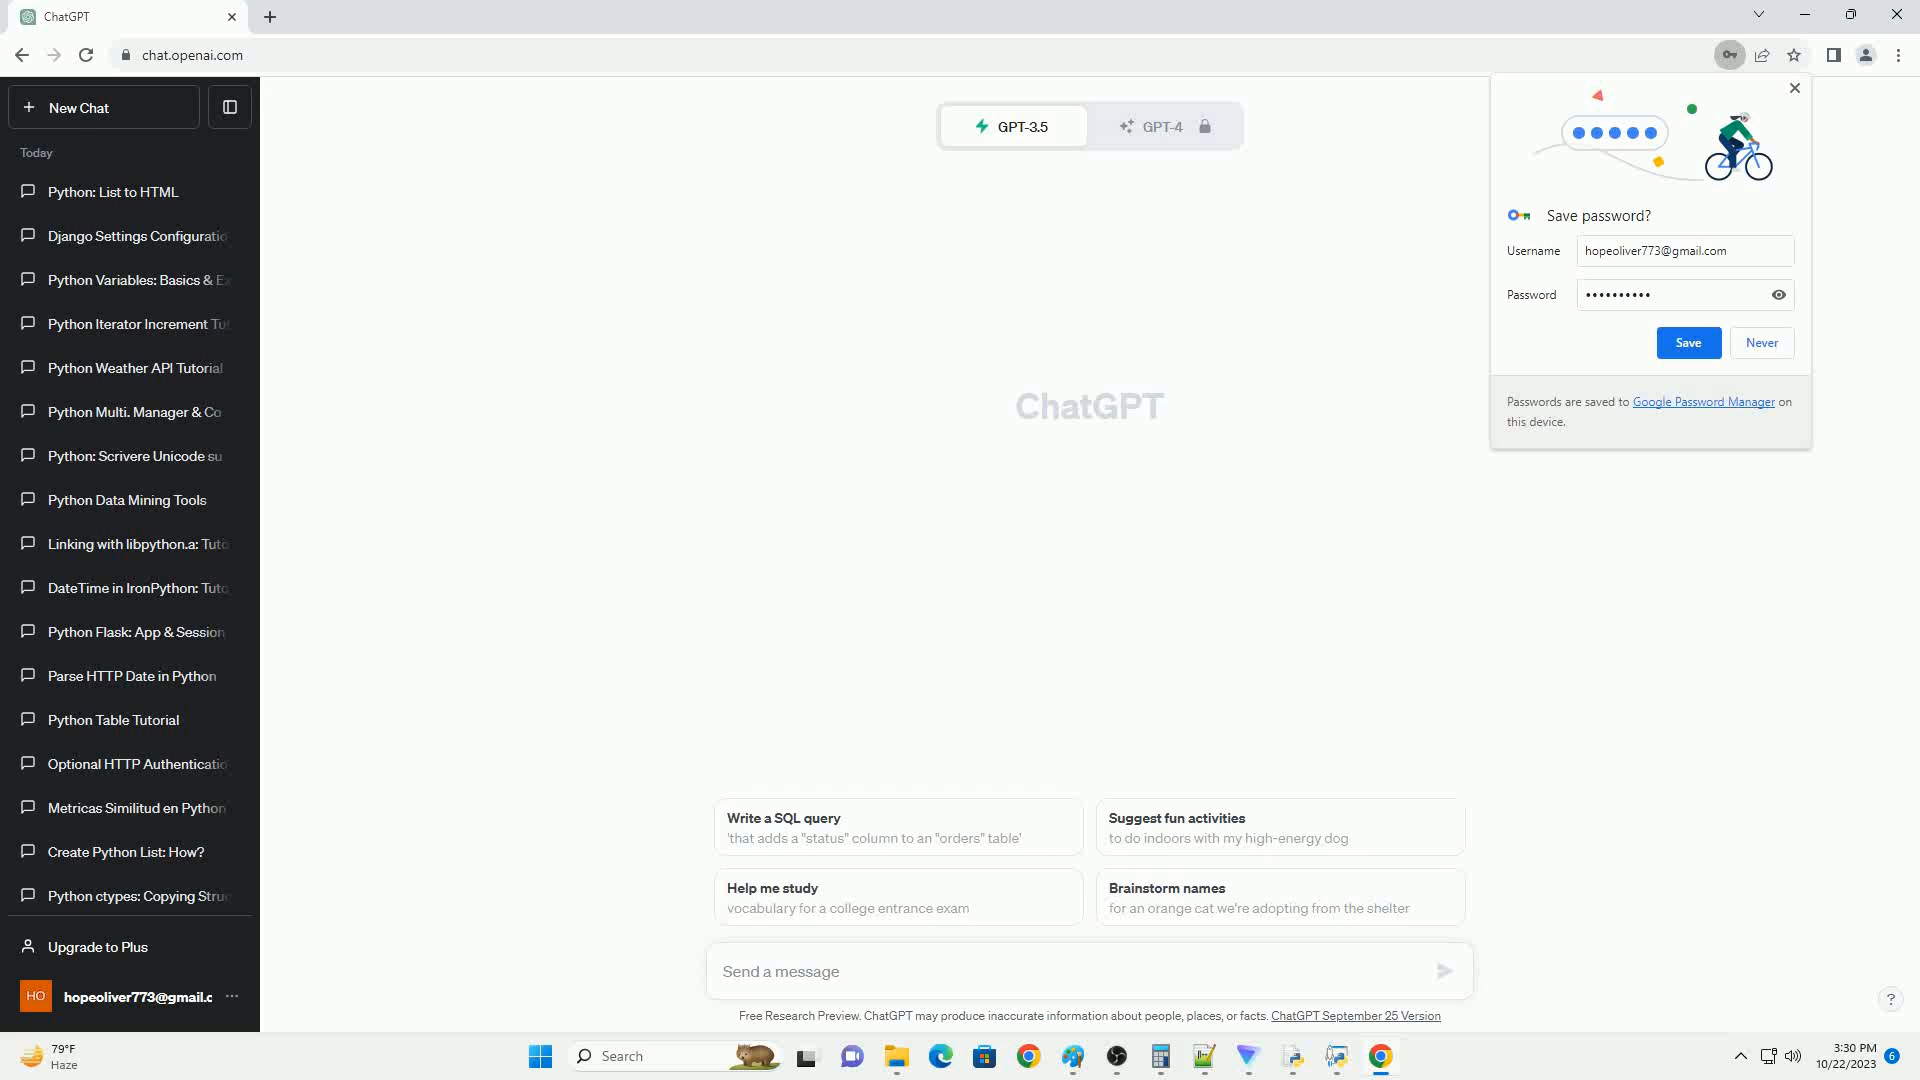 ChatGPT
chat.openai.com
New Chat
Today
Python: List to HTML
Django Settings Configuratio
Python Variables: Basics & Ex
Python Iterator Increment Tut
Python Weather API Tutorial
Python Multi. Manager & Co
Python: Scrivere Unicode su
Python Data Mining Tools
Linking with libpython.a: Tuto
DateTime in IronPython: Tuto
Python Flask: App & Session
Parse HTTP Date in Python
Python Table Tutorial
Optional HTTP Authenticatio
Metricas Similitud en Python
Create Python List: How?
Python ctypes: Copying Struc
Upgrade to Plus
HO hopeoliver773@gmail.c
GPT-3.5 GPT-4
ChatGPT
Save password?
Username hopeoliver773@gmail.com
Password ••••••••••
Save Never
Passwords are saved to Google Password Manager on
this device.
Write a SQL query
'that adds a "status" column to an "orders" table'
Suggest fun activities
to do indoors with my high-energy dog
Help me study
vocabulary for a college entrance exam
Brainstorm names
for an orange cat we're adopting from the shelter
Send a message
Free Research Preview. ChatGPT may produce inaccurate information about people, places, or facts. ChatGPT September 25 Version
?
79°F
Haze
Search
3:30 PM
10/22/2023
6